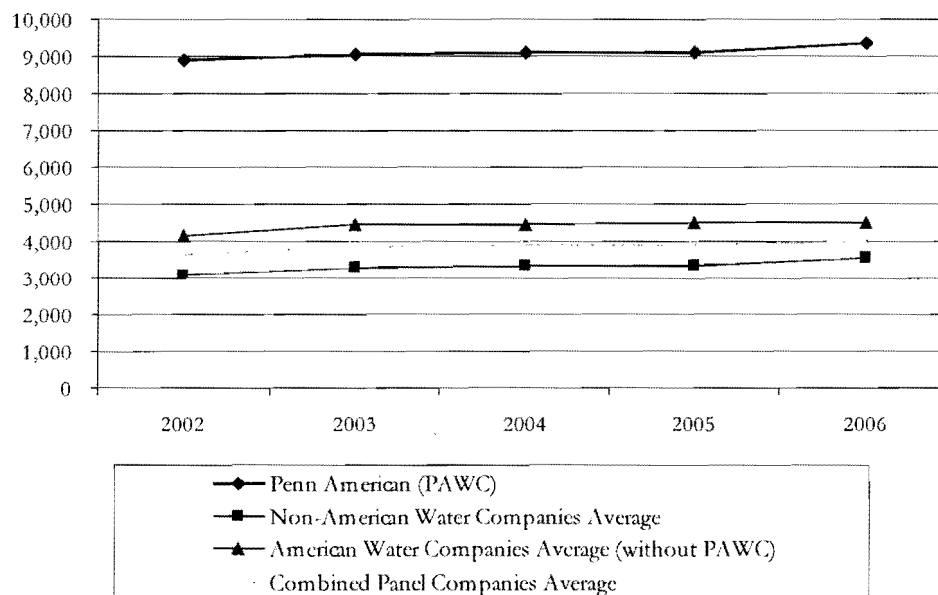 10,000
9,000
8,000
7,000
6,000
5,000
4,000
3,000
2,000
1,000
0
2002 2003 2004 2005 2006
Penn American (PAWC)
Non-American Water Companies Average
American Water Companies Average (without PAWC)
Combined Panel Companies Average